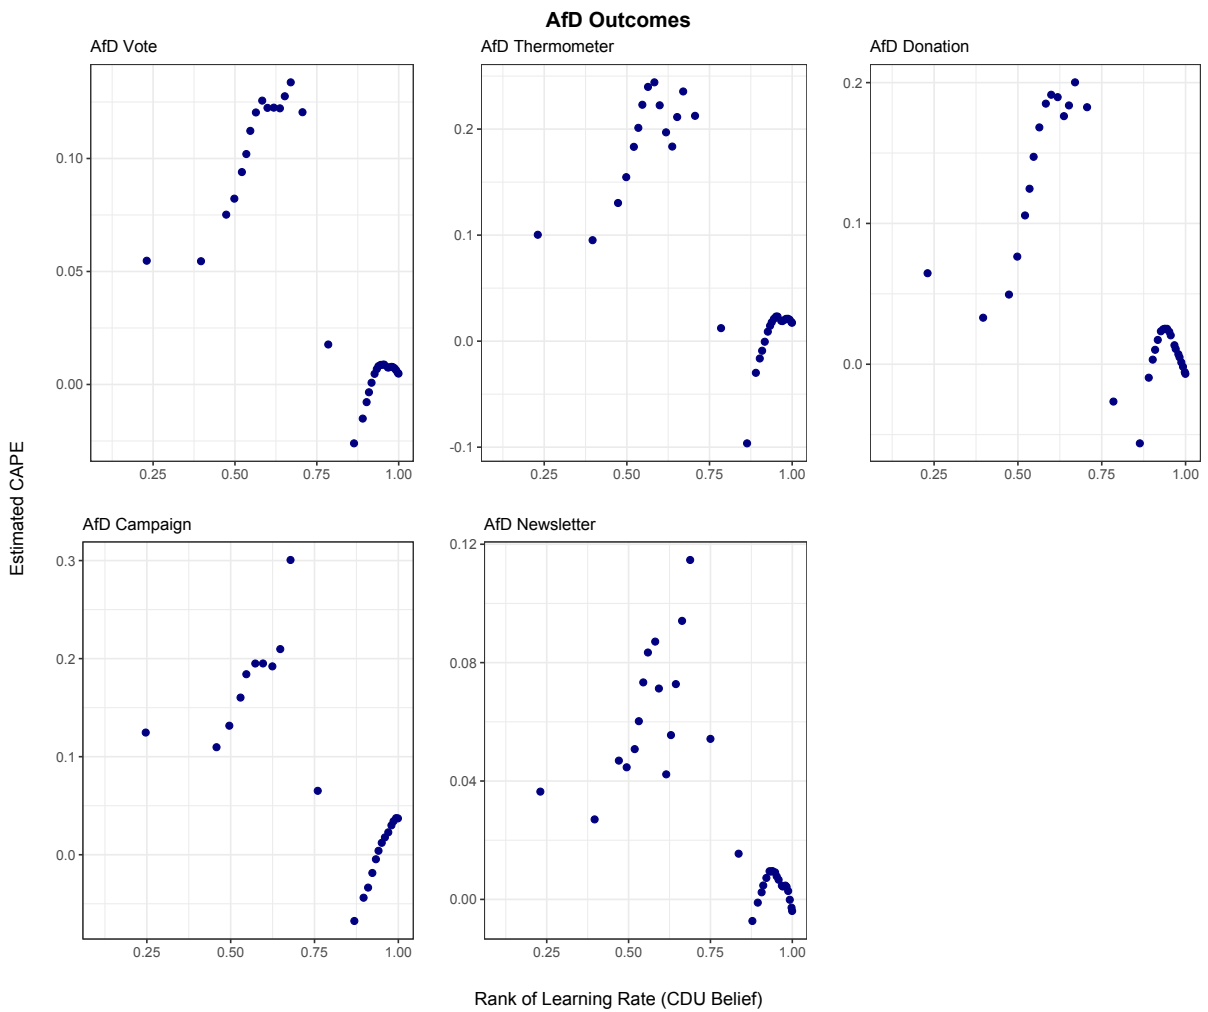 AfD Outcomes
AfD Vote
AfD Thermometer
AfD Donation
0.10
0.05
0.00
0.25 0.50 0.75 1.00
0.2
0.1
0.0
-0.1
0.25 0.50 0.75 1.00
0.2
0.1
0.0
0.25 0.50 0.75 1.00
Estimated CAPE
AfD Campaign
AfD Newsletter
0.3
0.2
0.1
0.0
0.25 0.50 0.75 1.00
0.12
0.08
0.04
0.00
0.25 0.50 0.75 1.00
Rank of Learning Rate (CDU Belief)